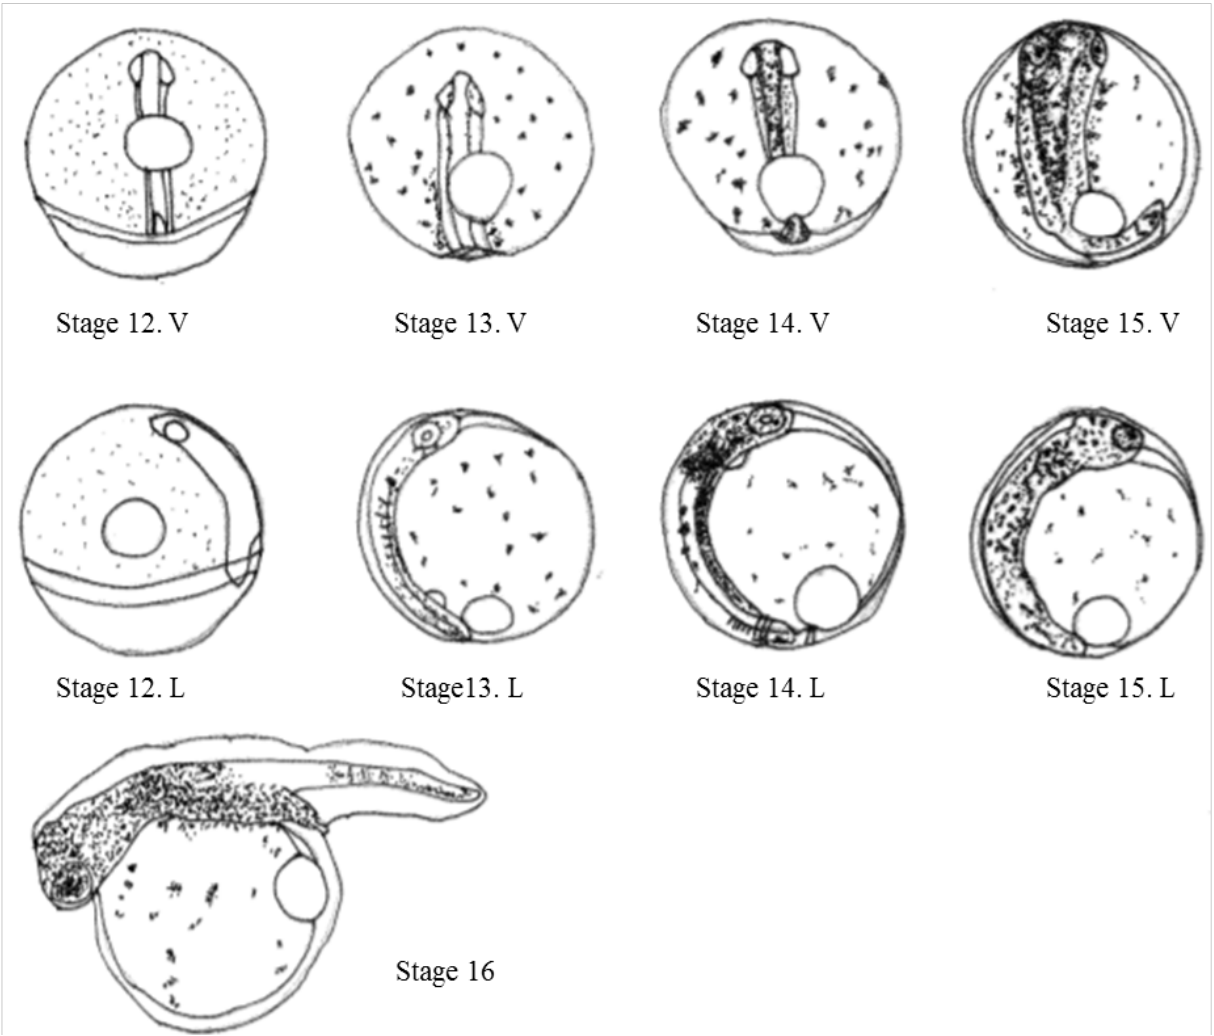 Stage 12. V
Stage 13. V
Stage 14. V
Stage 15. V
Stage 12. L
Stage13. L
Stage 14. L
Stage 15. L
Stage 16